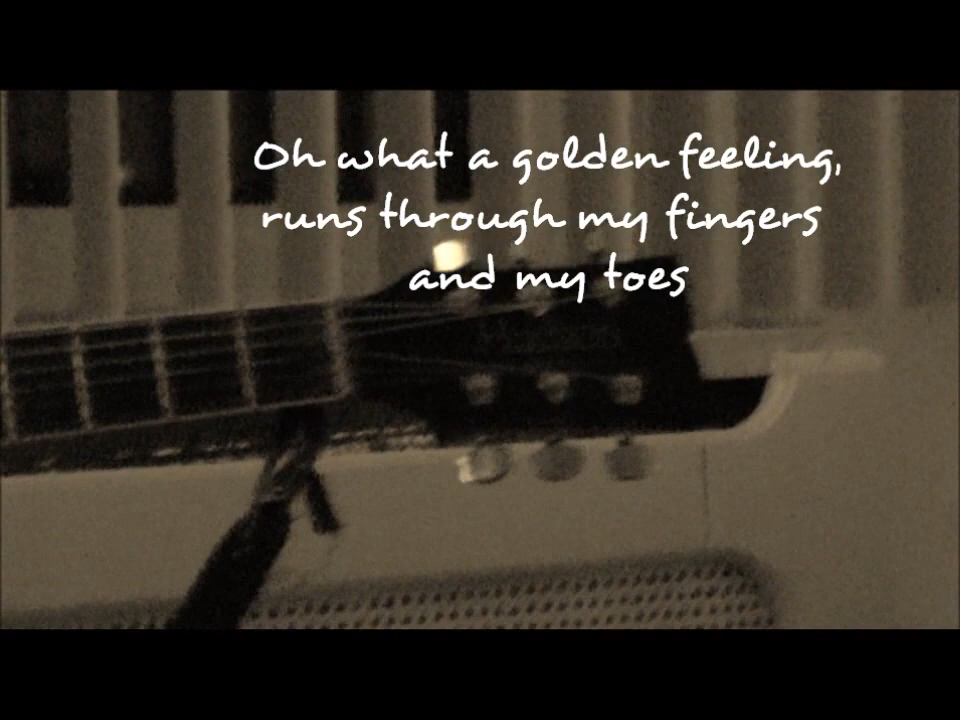 Oh what a golden feeling,
runs through my fingers
and my toes